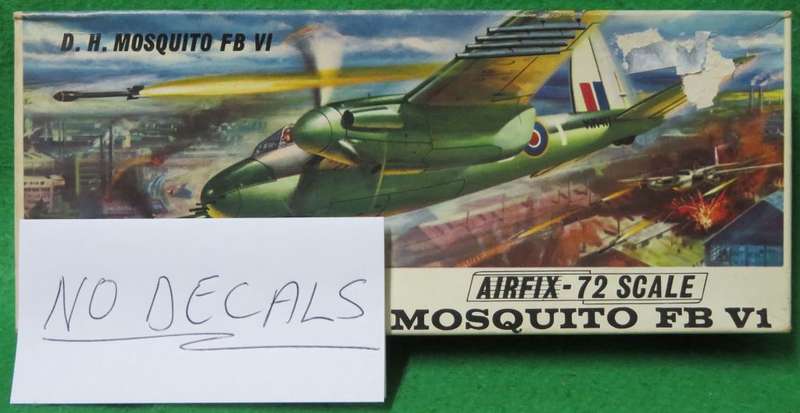 D. H. MOSQUITO FB VI
NO DECALS
AIRFIX-72 SCALE
MOSQUITO FB V1